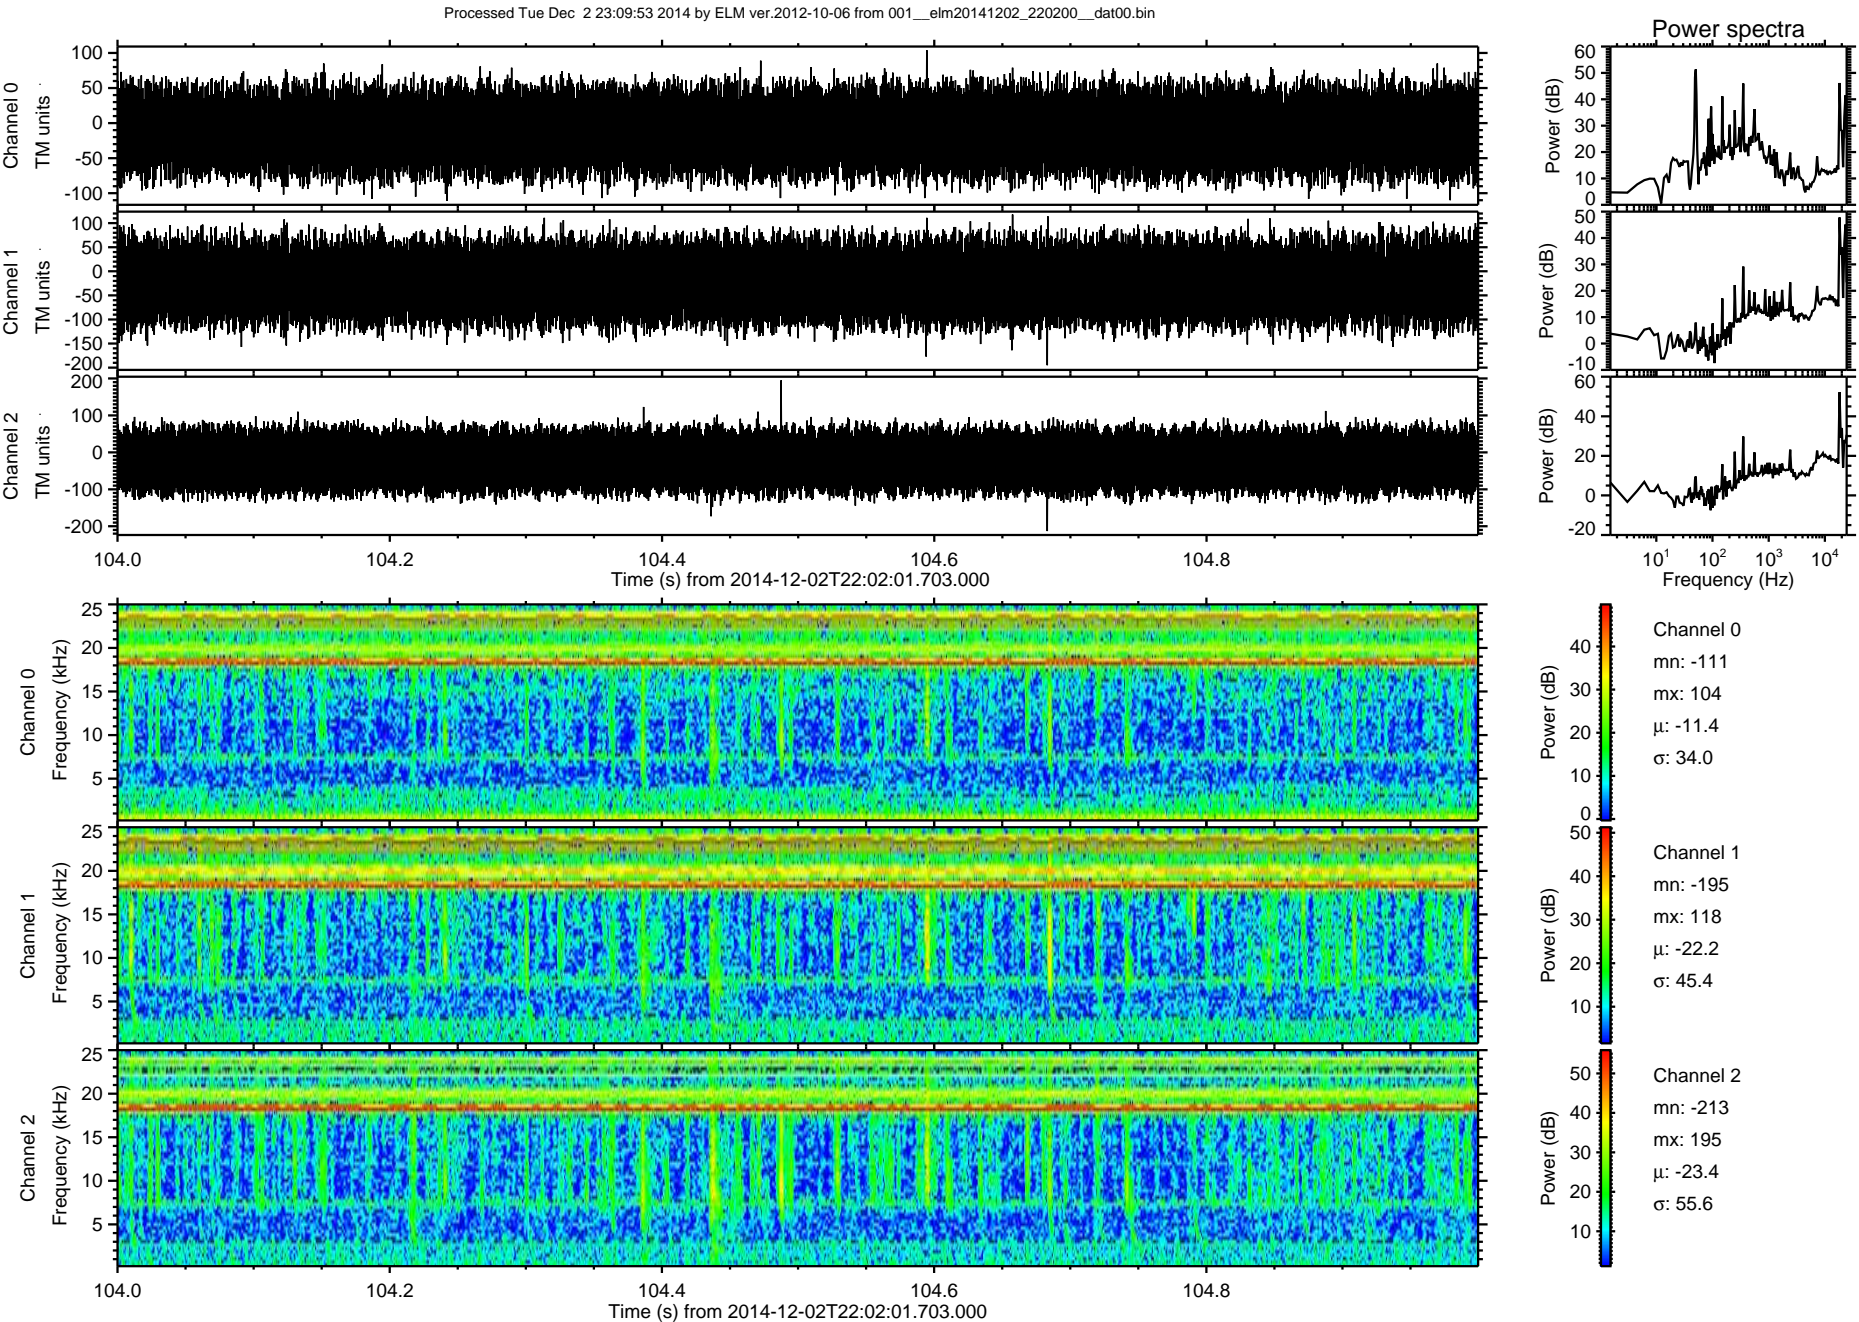 Processed Tue Dec  2 23:09:53 2014 by ELM ver.2012-10-06 from 001__elm20141202_220200__dat00.bin
Power spectra
Channel 0
TM units
100
50
0
-50
-100
Power (dB)
60
50
40
30
20
10
0
Channel 1
TM units
100
50
0
-50
-100
-150
-200
Power (dB)
50
40
30
20
10
0
-10
Channel 2
TM units
200
100
0
-100
-200
Power (dB)
60
40
20
0
-20
104.0 104.2 104.4 104.6 104.8
Time (s) from 2014-12-02T22:02:01.703.000
10¹ 10² 10³ 10⁴
Frequency (Hz)
Channel 0
Frequency (kHz)
25
20
15
10
5
Power (dB)
40
30
20
10
0
Channel 0
mn: -111
mx: 104
μ: -11.4
σ: 34.0
Channel 1
Frequency (kHz)
25
20
15
10
5
Power (dB)
50
40
30
20
10
Channel 1
mn: -195
mx: 118
μ: -22.2
σ: 45.4
Channel 2
Frequency (kHz)
25
20
15
10
5
Power (dB)
50
40
30
20
10
Channel 2
mn: -213
mx: 195
μ: -23.4
σ: 55.6
104.0 104.2 104.4 104.6 104.8
Time (s) from 2014-12-02T22:02:01.703.000